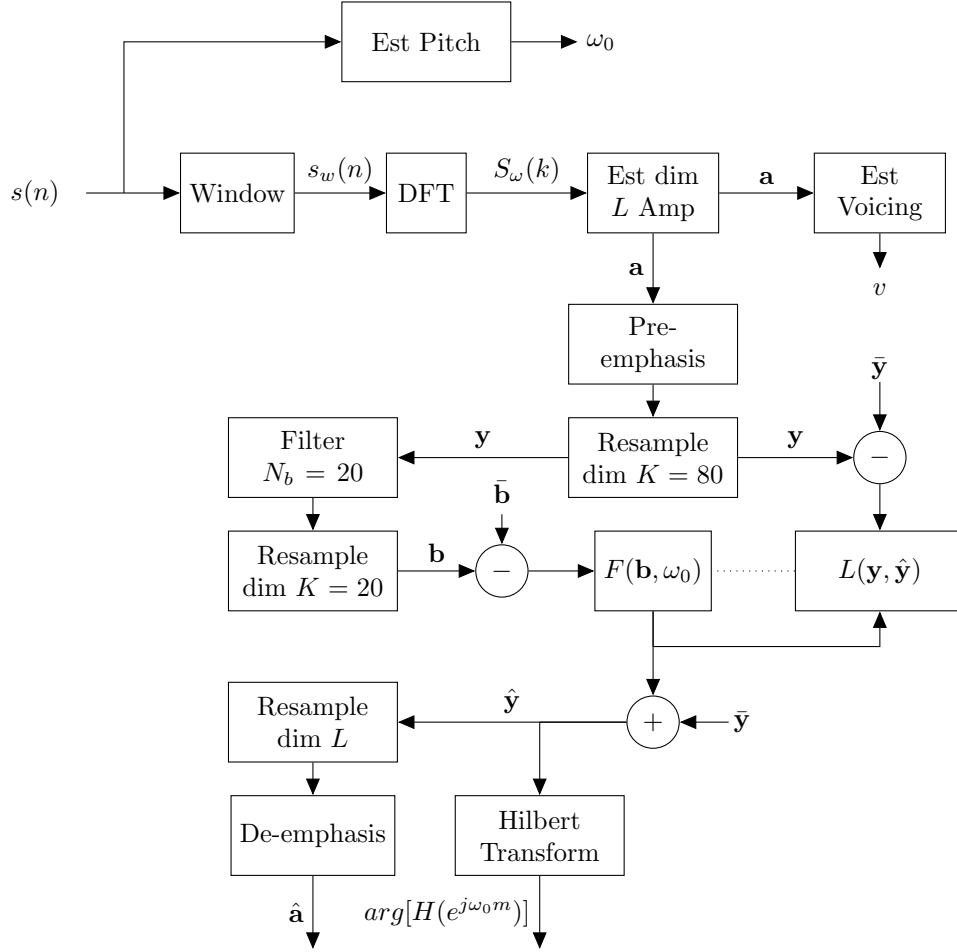 Est Pitch
ω₀
s(n)
Window
s_w(n)
DFT
S_ω(k)
Est dim
L Amp
a
Est
Voicing
a
v
Pre-
emphasis
ȳ
Filter
N_b = 20
y
Resample
dim K = 80
y
−
b̄
Resample
dim K = 20
b
−
F(b, ω₀)
L(y, ŷ)
Resample
dim L
ŷ
+
ȳ
De-emphasis
Hilbert
Transform
â
arg[H(e^{jω₀m})]